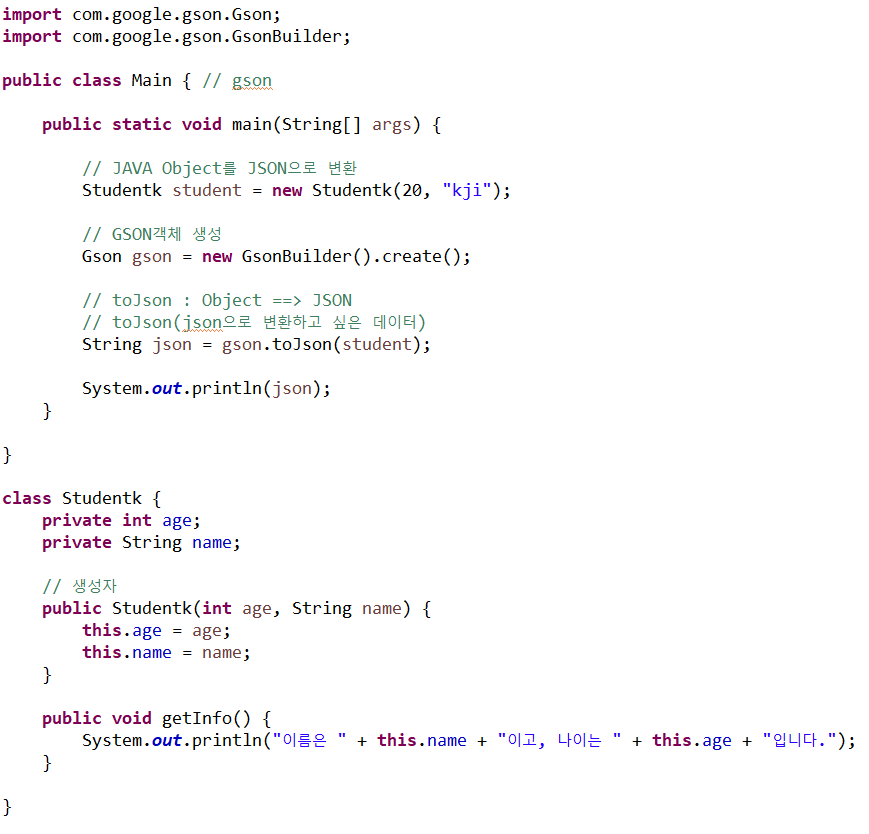 import com.google.gson.Gson;
import com.google.gson.GsonBuilder;
public class Main { // gson
public static void main(String[] args) {
// JAVA Object를 JSON으로 변환
Studentk student = new Studentk(20, "kji");
// GSON객체 생성
Gson gson = new GsonBuilder().create();
// toJson : Object ==> JSON
// toJson(json으로 변환하고 싶은 데이터)
String json = gson.toJson(student);
System.out.println(json);
}
}
class Studentk {
private int age;
private String name;
// 생성자
public Studentk(int age, String name) {
this.age = age;
this.name = name;
}
public void getInfo() {
System.out.println("이름은 " + this.name + "이고, 나이는 " + this.age + "입니다.");
}
}